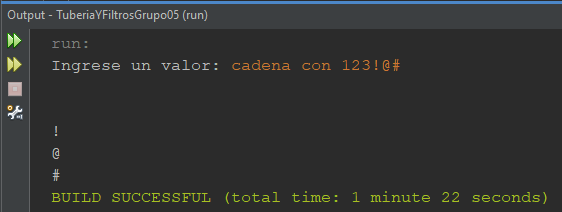 Output - TuberiaYFiltrosGrupo05 (run)
run:
Ingrese un valor: cadena con 123!@#
!
@
#
BUILD SUCCESSFUL (total time: 1 minute 22 seconds)